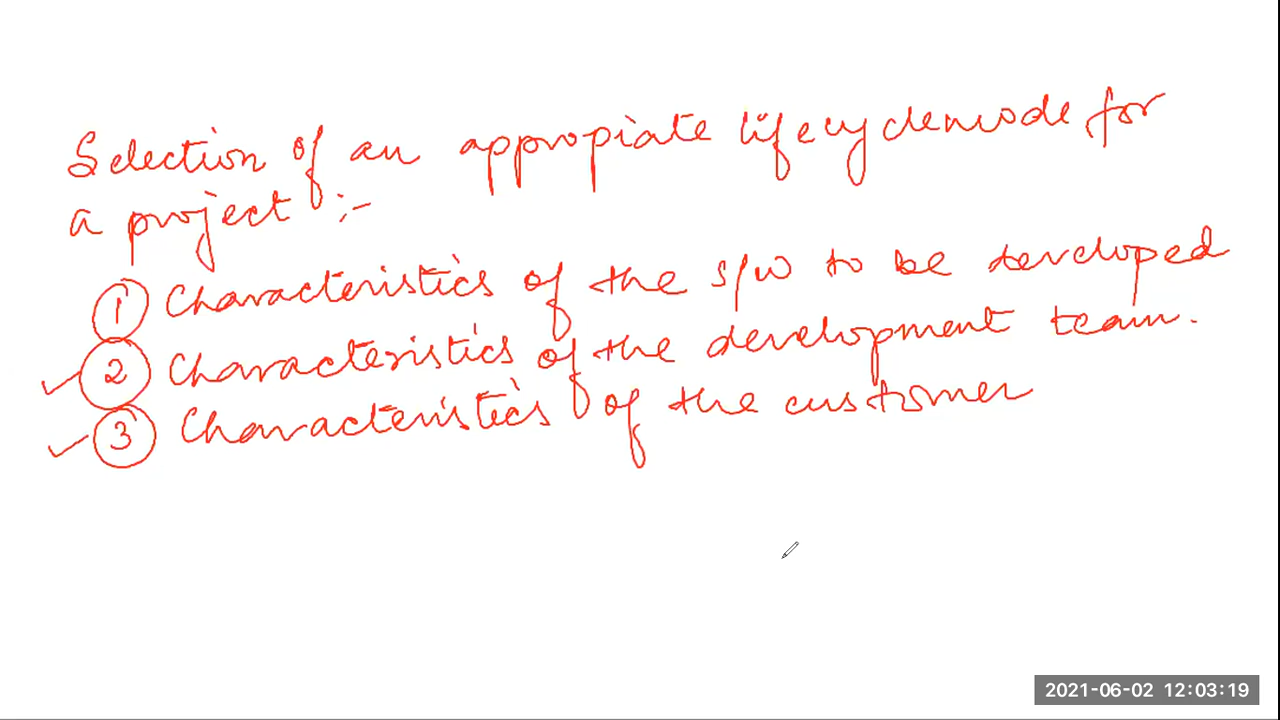 Selection of an appropiate lifecyclemode for
a project :-
① Characteristics of the s/w to be developed
② Characteristics of the development team.
③ Characteristics of the customer
2021-06-02 12:03:19